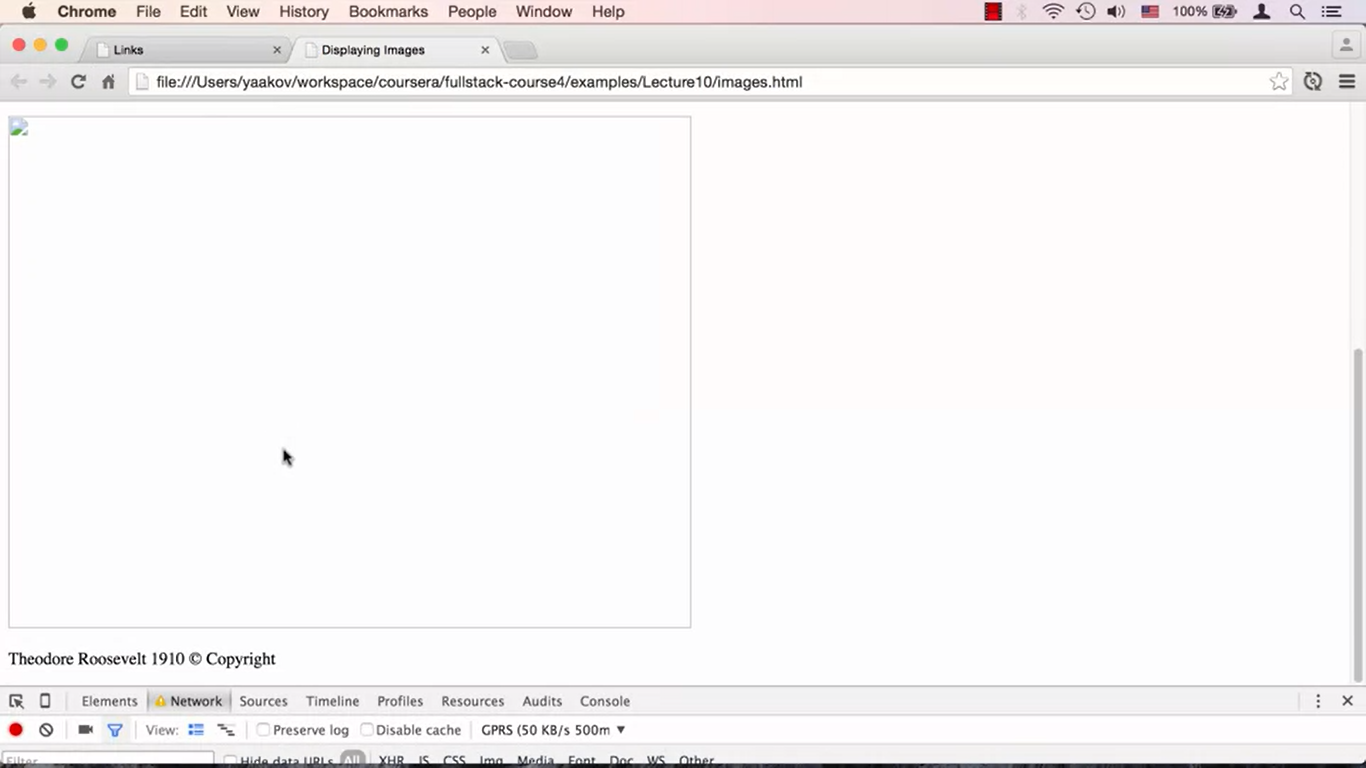 Chrome File Edit View History Bookmarks People Window Help 100%
Links Displaying Images
file:///Users/yaakov/workspace/coursera/fullstack-course4/examples/Lecture10/images.html
Theodore Roosevelt 1910 © Copyright
Elements Network Sources Timeline Profiles Resources Audits Console
View: Preserve log Disable cache GPRS (50 KB/s 500m
Filter Hide data URLs All XHR JS CSS Img Media Font Doc WS Other